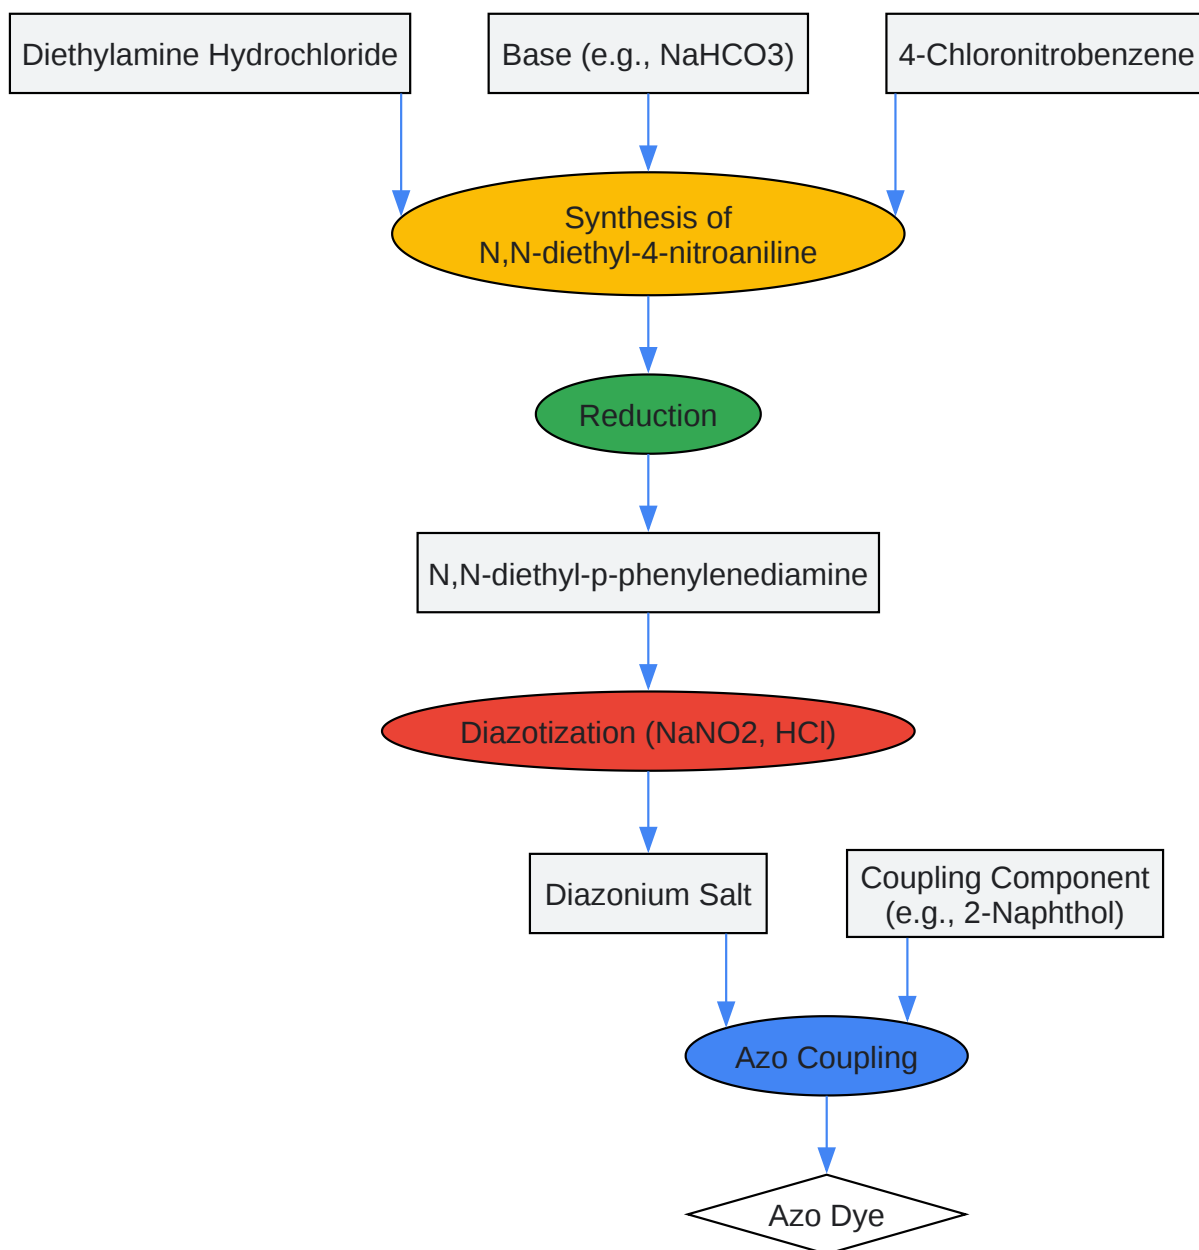 Diethylamine Hydrochloride
Base (e.g., NaHCO3)
4-Chloronitrobenzene
Synthesis of
N,N-diethyl-4-nitroaniline
Reduction
N,N-diethyl-p-phenylenediamine
Diazotization (NaNO2, HCl)
Diazonium Salt
Coupling Component
(e.g., 2-Naphthol)
Azo Coupling
Azo Dye